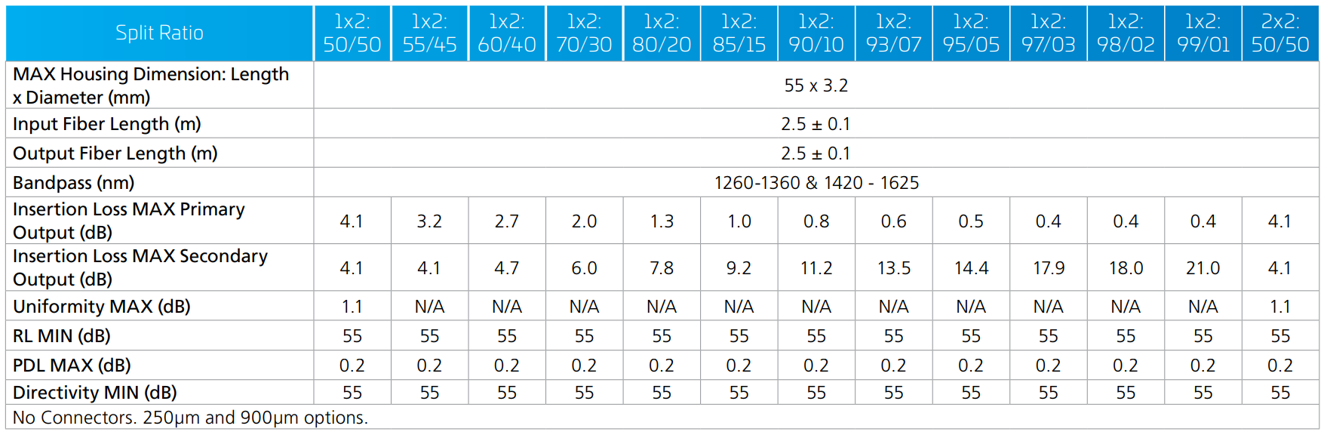 Split Ratio 1x2: 50/50 1x2: 55/45 1x2: 60/40 1x2: 70/30 1x2: 80/20 1x2: 85/15 1x2: 90/10 1x2: 93/07 1x2: 95/05 1x2: 97/03 1x2: 98/02 1x2: 99/01 2x2: 50/50
MAX Housing Dimension: Length
x Diameter (mm) 55 x 3.2
Input Fiber Length (m) 2.5 ± 0.1
Output Fiber Length (m) 2.5 ± 0.1
Bandpass (nm) 1260-1360 & 1420 - 1625
Insertion Loss MAX Primary
Output (dB) 4.1 3.2 2.7 2.0 1.3 1.0 0.8 0.6 0.5 0.4 0.4 0.4 4.1
Insertion Loss MAX Secondary
Output (dB) 4.1 4.1 4.7 6.0 7.8 9.2 11.2 13.5 14.4 17.9 18.0 21.0 4.1
Uniformity MAX (dB) 1.1 N/A N/A N/A N/A N/A N/A N/A N/A N/A N/A N/A 1.1
RL MIN (dB) 55 55 55 55 55 55 55 55 55 55 55 55 55
PDL MAX (dB) 0.2 0.2 0.2 0.2 0.2 0.2 0.2 0.2 0.2 0.2 0.2 0.2 0.2
Directivity MIN (dB) 55 55 55 55 55 55 55 55 55 55 55 55 55
No Connectors. 250µm and 900µm options.